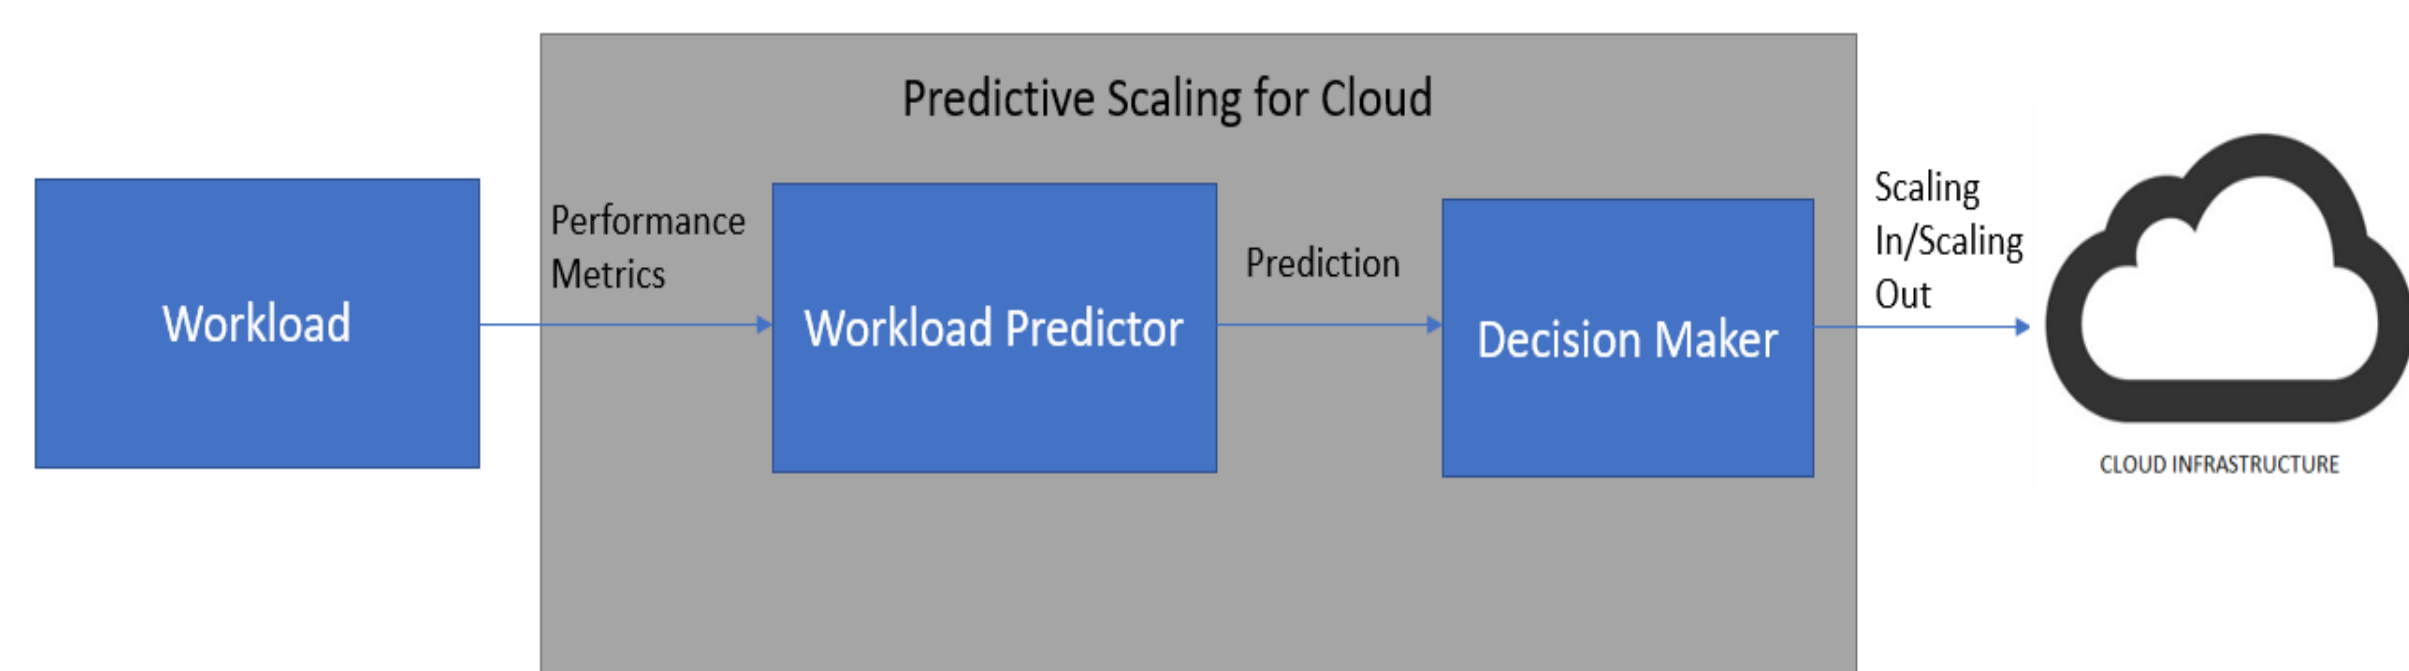 Predictive Scaling for Cloud
Workload
Performance
Metrics
Workload Predictor
Prediction
Decision Maker
Scaling
In/Scaling
Out
CLOUD INFRASTRUCTURE